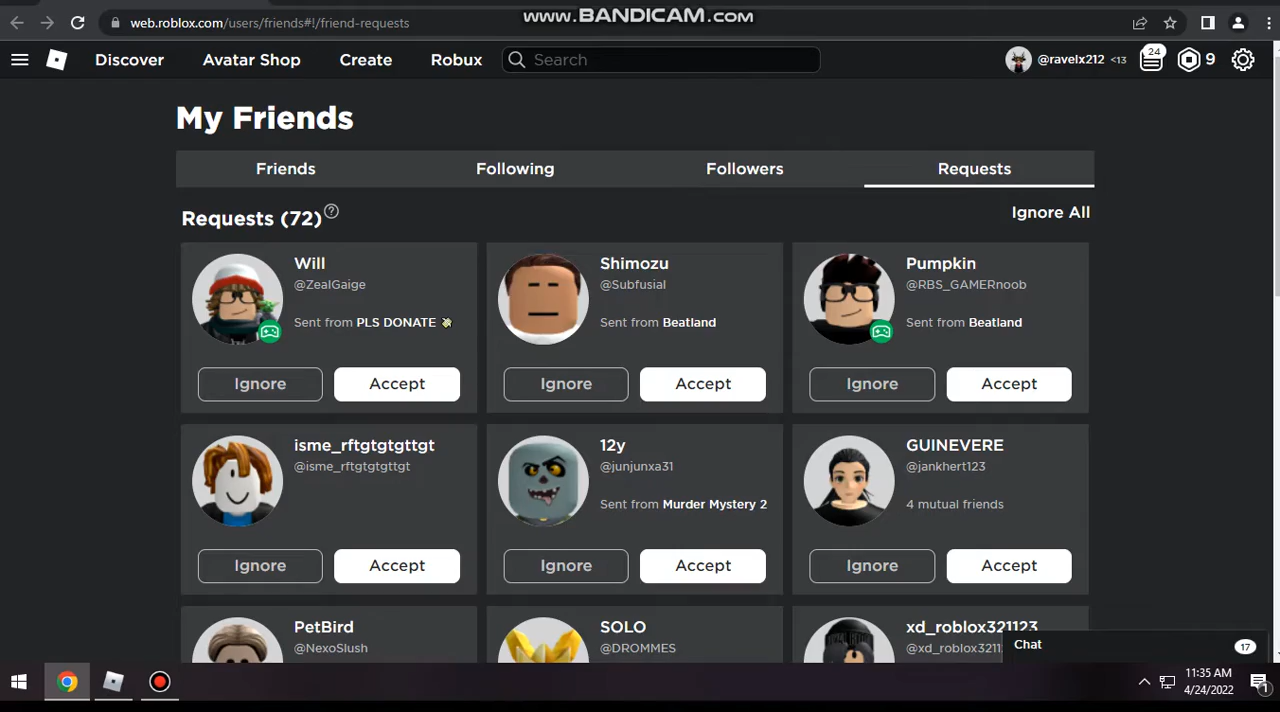 web.roblox.com/users/friends#!/friend-requests
www.BANDICAM.com
Discover
Avatar Shop
Create
Robux
Search
@ravelx212 <13
24
9
My Friends
Friends
Following
Followers
Requests
Requests (72)
?
Ignore All
Will
@ZealGaige
Sent from PLS DONATE
Ignore
Accept
Shimozu
@Subfusial
Sent from Beatland
Ignore
Accept
Pumpkin
@RBS_GAMERnoob
Sent from Beatland
Ignore
Accept
isme_rftgtgtgttgt
@isme_rftgtgtgttgt
Ignore
Accept
12y
@junjunxa31
Sent from Murder Mystery 2
Ignore
Accept
GUINEVERE
@jankhert123
4 mutual friends
Ignore
Accept
PetBird
@NexoSlush
SOLO
@DROMMES
xd_roblox321123
Chat
17
11:35 AM
4/24/2022
1